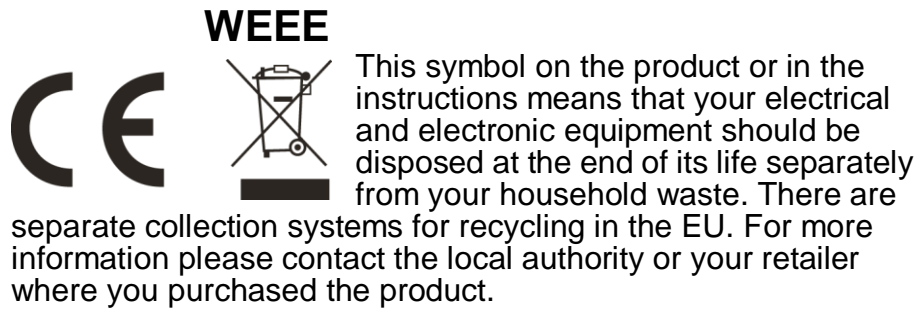 WEEE
CE
This symbol on the product or in the
instructions means that your electrical
and electronic equipment should be
disposed at the end of its life separately
from your household waste. There are
separate collection systems for recycling in the EU. For more
information please contact the local authority or your retailer
where you purchased the product.